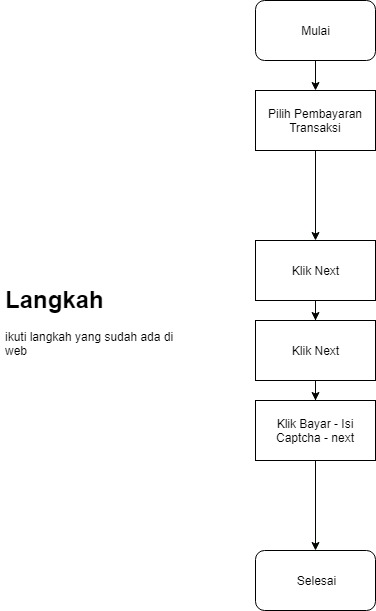 Mulai
Pilih Pembayaran
Transaksi
Klik Next
Langkah
ikuti langkah yang sudah ada di
web
Klik Next
Klik Bayar - Isi
Captcha - next
Selesai